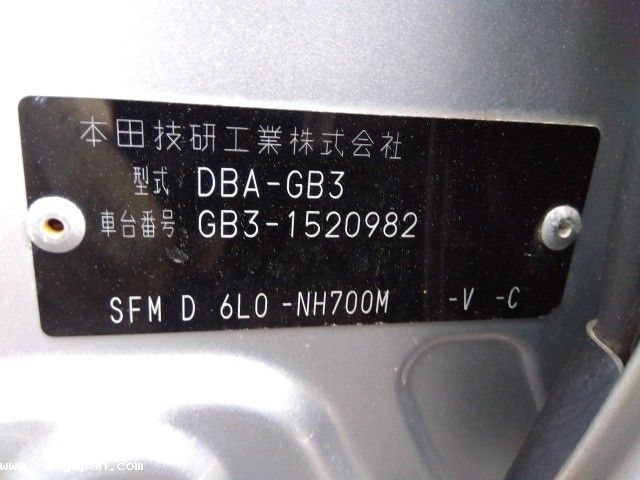 本田技研工業株式会社
型式 DBA-GB3
車台番号 GB3-1520982
SFM D 6L0 -NH700M -V -C